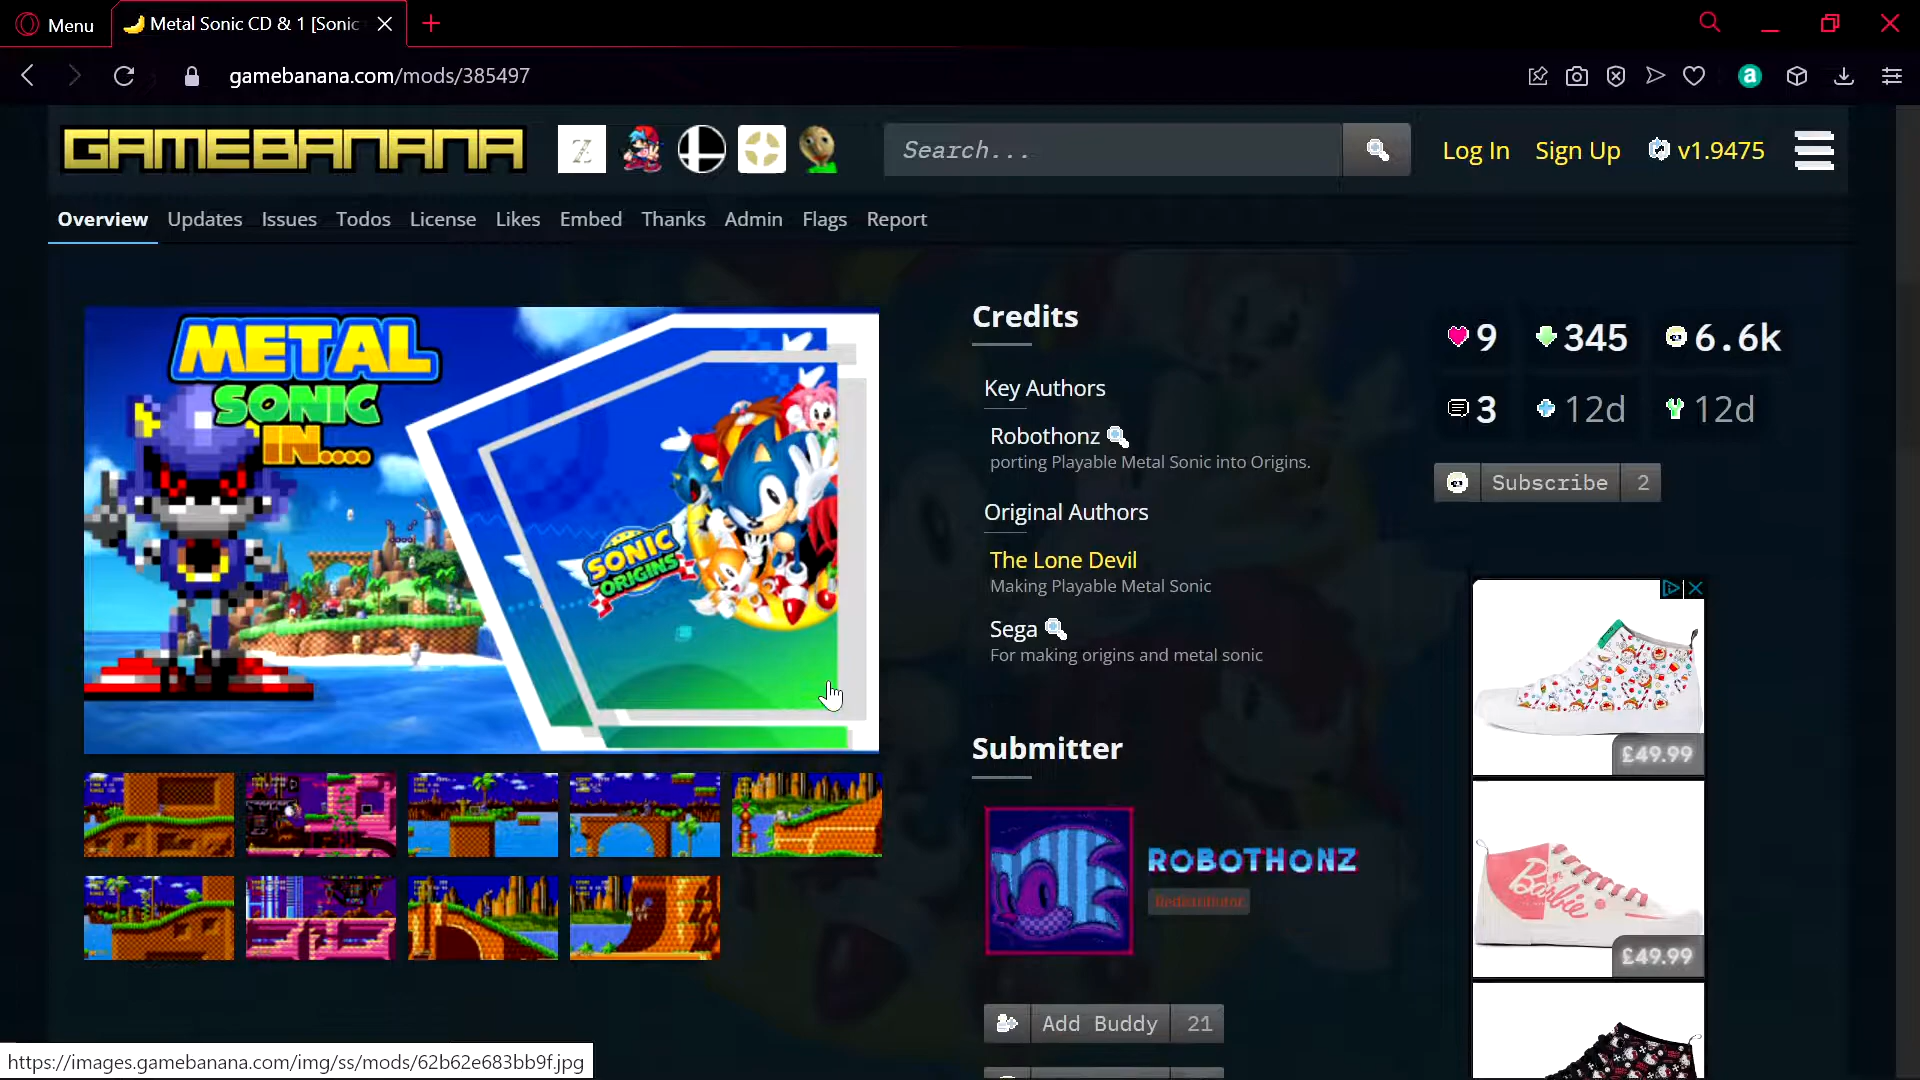 Menu
Metal Sonic CD & 1 [Sonic
gamebanana.com/mods/385497
GAMEBANANA
Z
Search...
Log In
Sign Up
v1.9475
Overview
Updates
Issues
Todos
License
Likes
Embed
Thanks
Admin
Flags
Report
METAL
SONIC
IN....
SONIC
ORIGINS
Credits
Key Authors
Robothonz
porting Playable Metal Sonic into Origins.
Original Authors
The Lone Devil
Making Playable Metal Sonic
Sega
For making origins and metal sonic
Submitter
ROBOTHONZ
Redistributor
Add Buddy 21
9
345
6.6k
3
12d
12d
Subscribe 2
a
£49.99
Barbie
£49.99
https://images.gamebanana.com/img/ss/mods/62b62e683bb9f.jpg